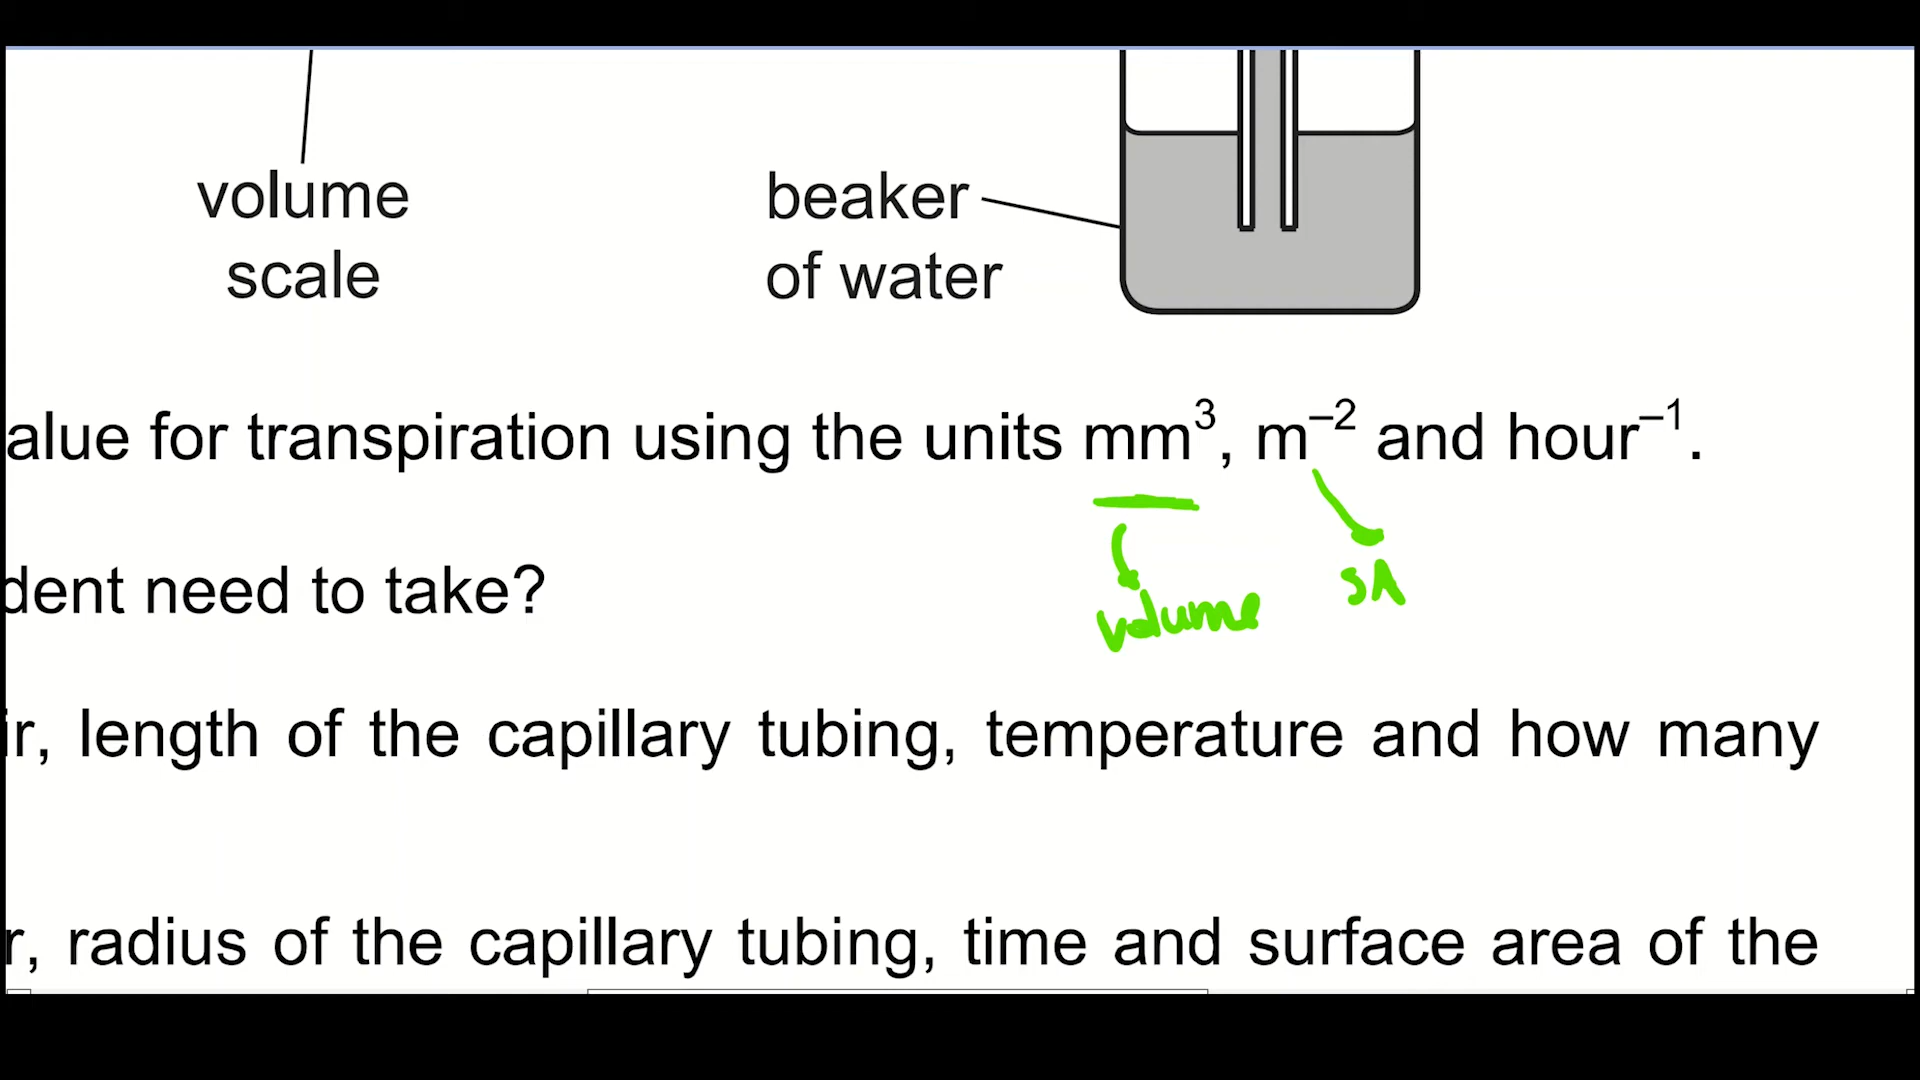 volume
scale
beaker
of water
alue for transpiration using the units mm³, m⁻² and hour⁻¹.
volume
SA
dent need to take?
ir, length of the capillary tubing, temperature and how many
r, radius of the capillary tubing, time and surface area of the